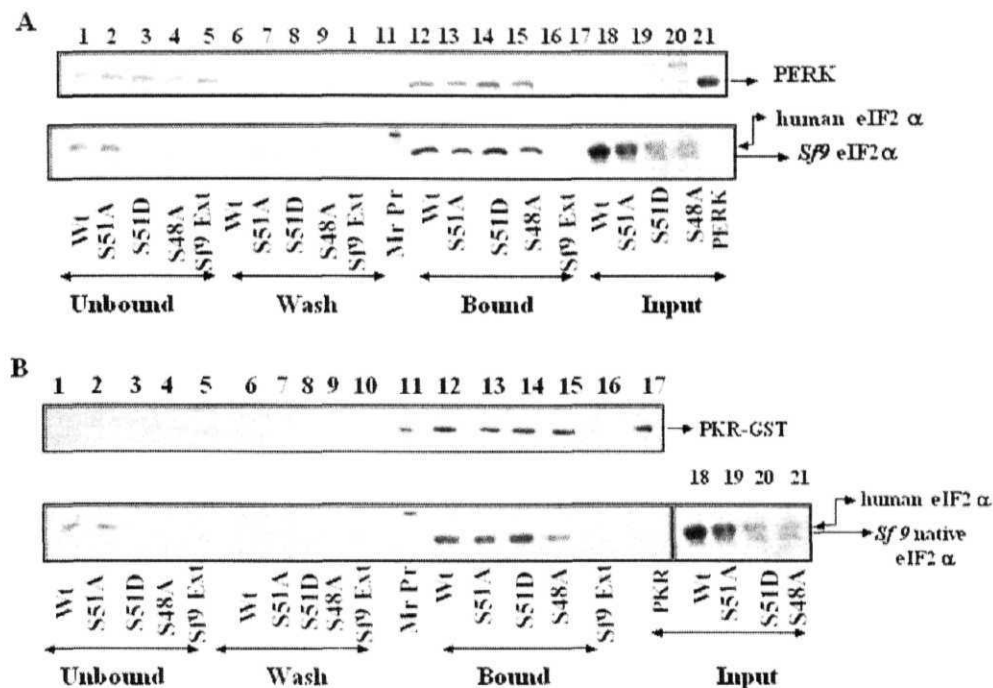 A
1 2 3 4 5 6 7 8 9 1 11 12 13 14 15 16 17 18 19 20 21
PERK
human eIF2 α
Sf9 eIF2α
Wt S51A S51D S48A Sf9 Ext Wt S51A S51D S48A Sf9 Ext Mr Pr Wt S51A S51D S48A Sf9 Ext Wt S51A S51D S48A PERK
Unbound Wash Bound Input
B
1 2 3 4 5 6 7 8 9 10 11 12 13 14 15 16 17
PKR-GST
18 19 20 21
human eIF2 α
Sf 9 native
eIF2 α
Wt S51A S51D S48A Sf9 Ext Wt S51A S51D S48A Sf9 Ext Mr Pr Wt S51A S51D S48A Sf9 Ext PKR Wt S51A S51D S48A
Unbound Wash Bound Input